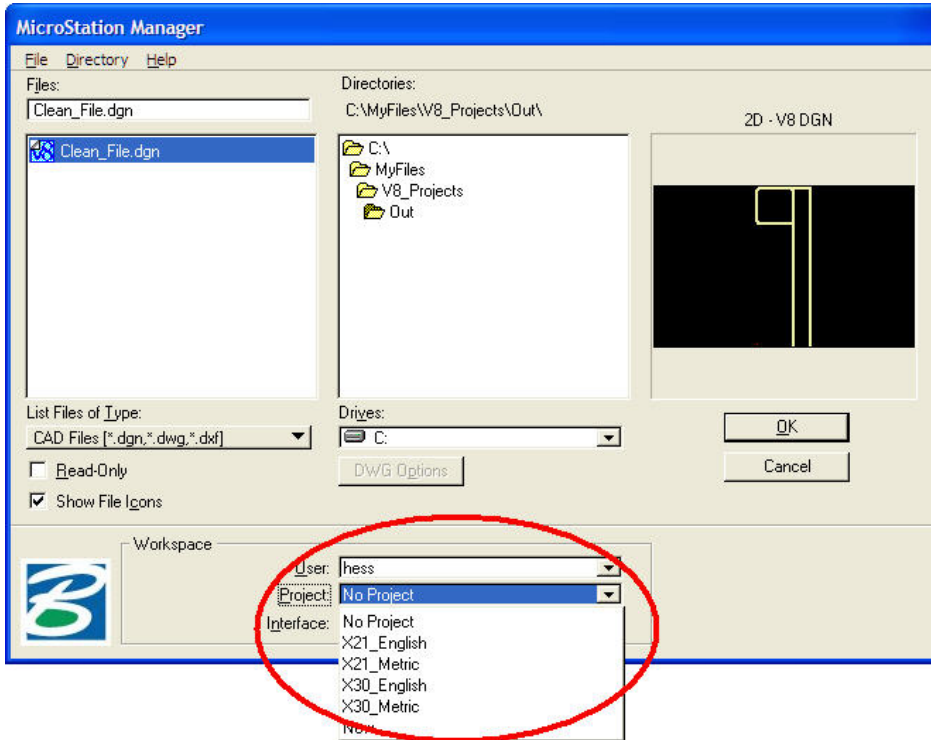 MicroStation Manager
File Directory Help
Files:
Clean_File.dgn
Clean_File.dgn
List Files of Type:
CAD Files [*.dgn,*.dwg,*.dxf]
Read-Only
Show File Icons
Directories:
C:\MyFiles\V8_Projects\Out\
C:\
MyFiles
V8_Projects
Out
Drives:
C:
DWG Options
2D - V8 DGN
OK
Cancel
Workspace
User: hess
Project: No Project
Interface:
No Project
X21_English
X21_Metric
X30_English
X30_Metric